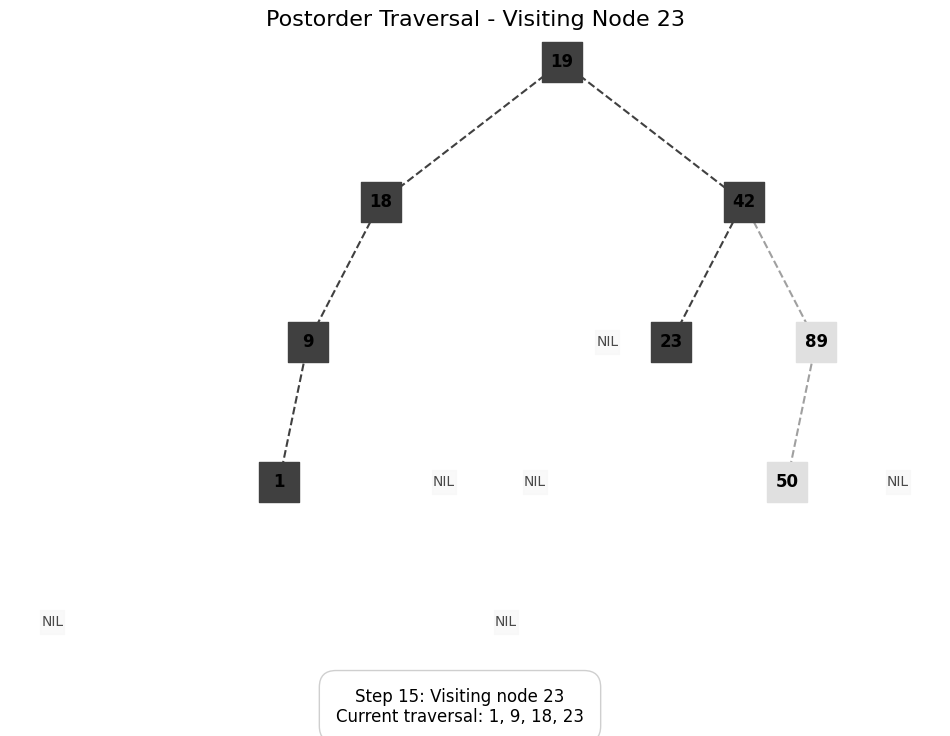 Postorder Traversal - Visiting Node 23
19
18
42
9
NIL
23
89
1
NIL
NIL
50
NIL
NIL
NIL
Step 15: Visiting node 23
Current traversal: 1, 9, 18, 23